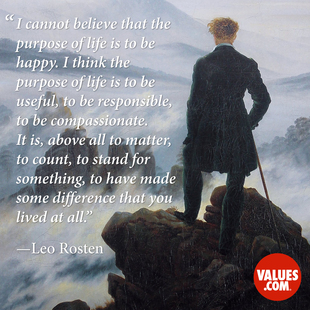 “I cannot believe that the
purpose of life is to be
happy. I think the
purpose of life is to be
useful, to be responsible,
to be compassionate.
It is, above all to matter,
to count, to stand for
something, to have made
some difference that you
lived at all.”
—Leo Rosten
VALUES
.COM